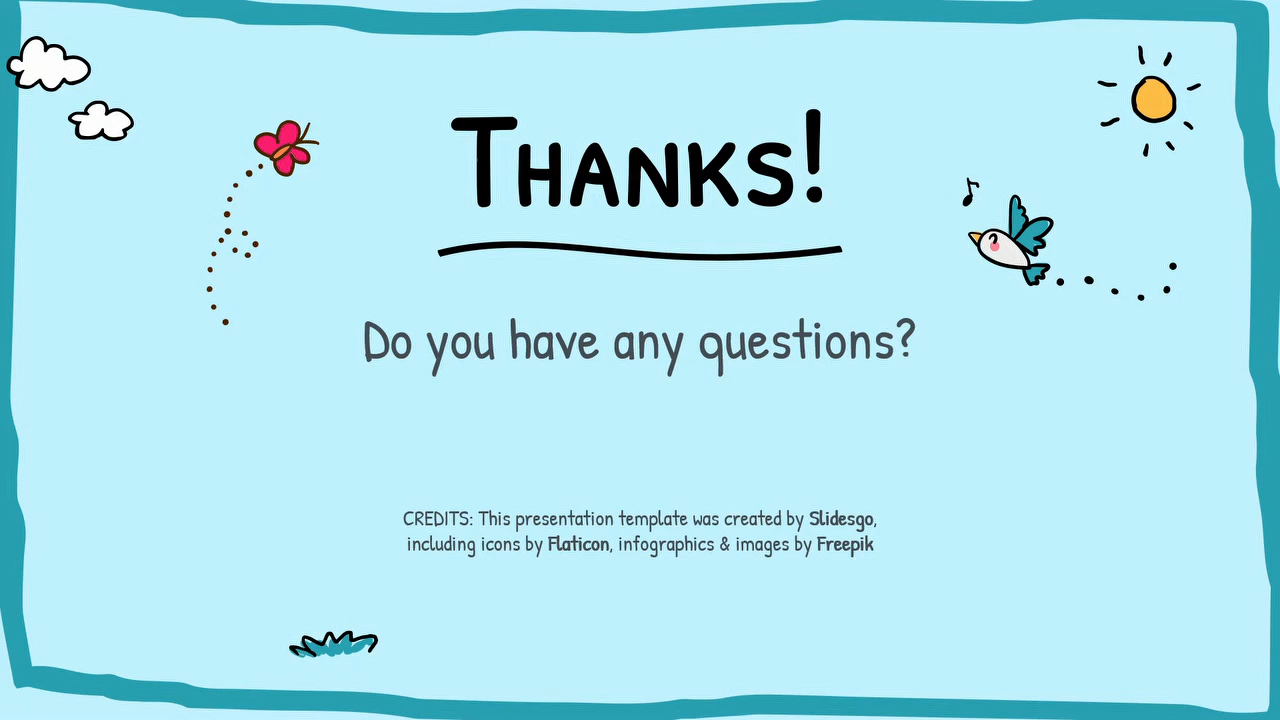 THANKS!
Do you have any questions?
CREDITS: This presentation template was created by Slidesgo,
including icons by Flaticon, infographics & images by Freepik